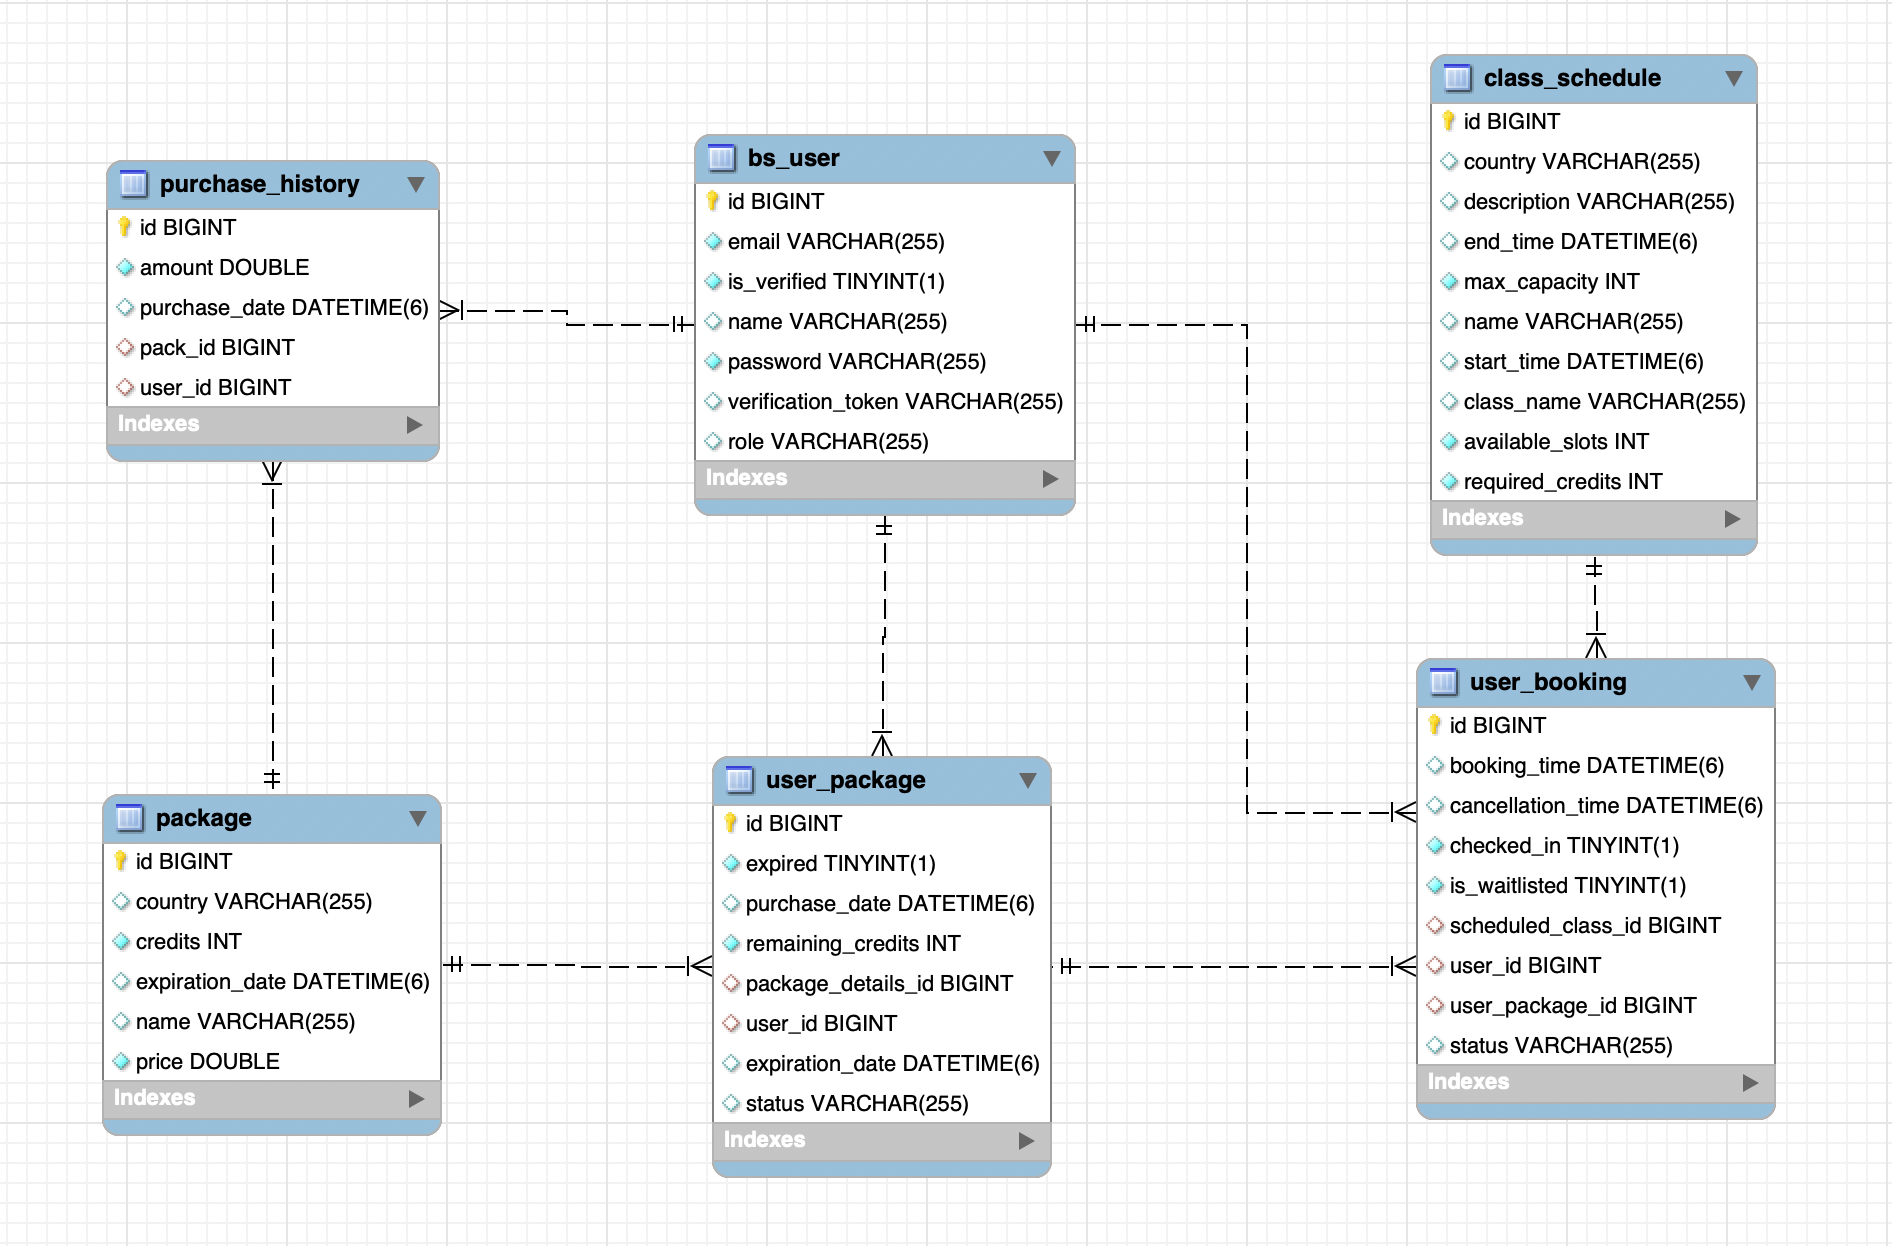 purchase_history
id BIGINT
amount DOUBLE
purchase_date DATETIME(6)
pack_id BIGINT
user_id BIGINT
Indexes
bs_user
id BIGINT
email VARCHAR(255)
is_verified TINYINT(1)
name VARCHAR(255)
password VARCHAR(255)
verification_token VARCHAR(255)
role VARCHAR(255)
Indexes
class_schedule
id BIGINT
country VARCHAR(255)
description VARCHAR(255)
end_time DATETIME(6)
max_capacity INT
name VARCHAR(255)
start_time DATETIME(6)
class_name VARCHAR(255)
available_slots INT
required_credits INT
Indexes
package
id BIGINT
country VARCHAR(255)
credits INT
expiration_date DATETIME(6)
name VARCHAR(255)
price DOUBLE
Indexes
user_package
id BIGINT
expired TINYINT(1)
purchase_date DATETIME(6)
remaining_credits INT
package_details_id BIGINT
user_id BIGINT
expiration_date DATETIME(6)
status VARCHAR(255)
Indexes
user_booking
id BIGINT
booking_time DATETIME(6)
cancellation_time DATETIME(6)
checked_in TINYINT(1)
is_waitlisted TINYINT(1)
scheduled_class_id BIGINT
user_id BIGINT
user_package_id BIGINT
status VARCHAR(255)
Indexes